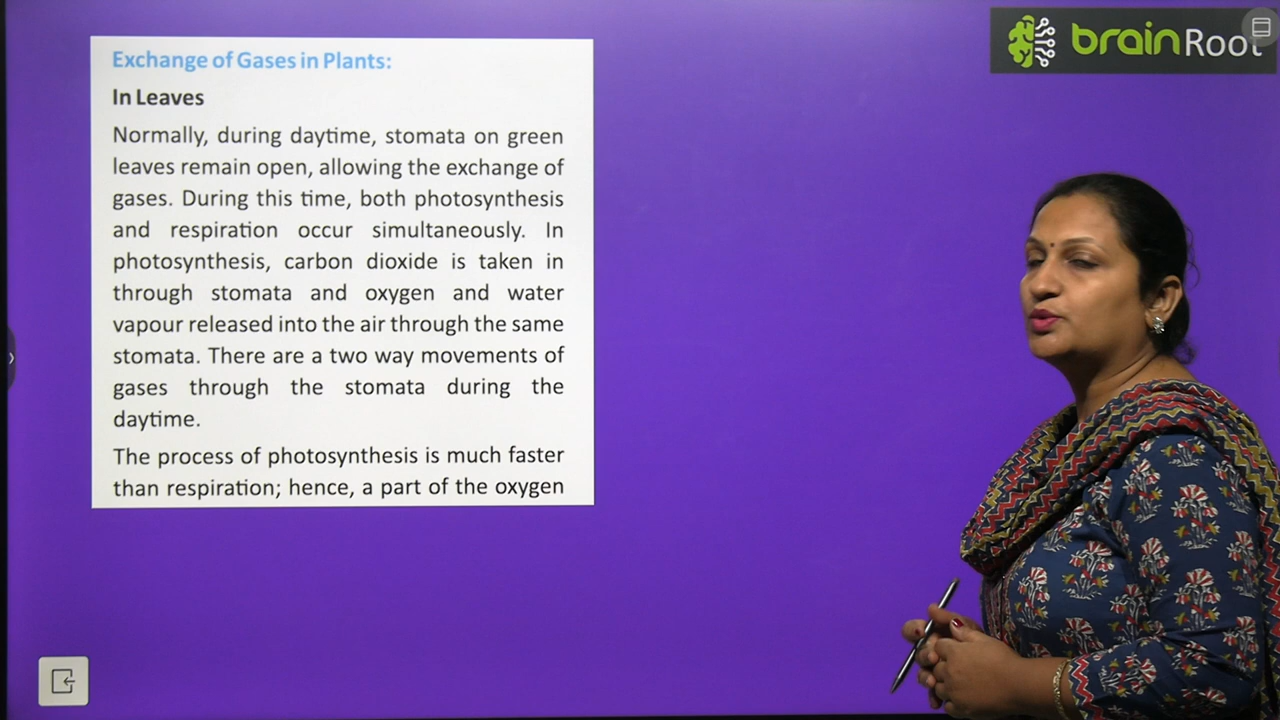 Exchange of Gases in Plants:
In Leaves
Normally, during daytime, stomata on green
leaves remain open, allowing the exchange of
gases. During this time, both photosynthesis
and respiration occur simultaneously. In
photosynthesis, carbon dioxide is taken in
through stomata and oxygen and water
vapour released into the air through the same
stomata. There are a two way movements of
gases through the stomata during the
daytime.
The process of photosynthesis is much faster
than respiration; hence, a part of the oxygen
brainRoot